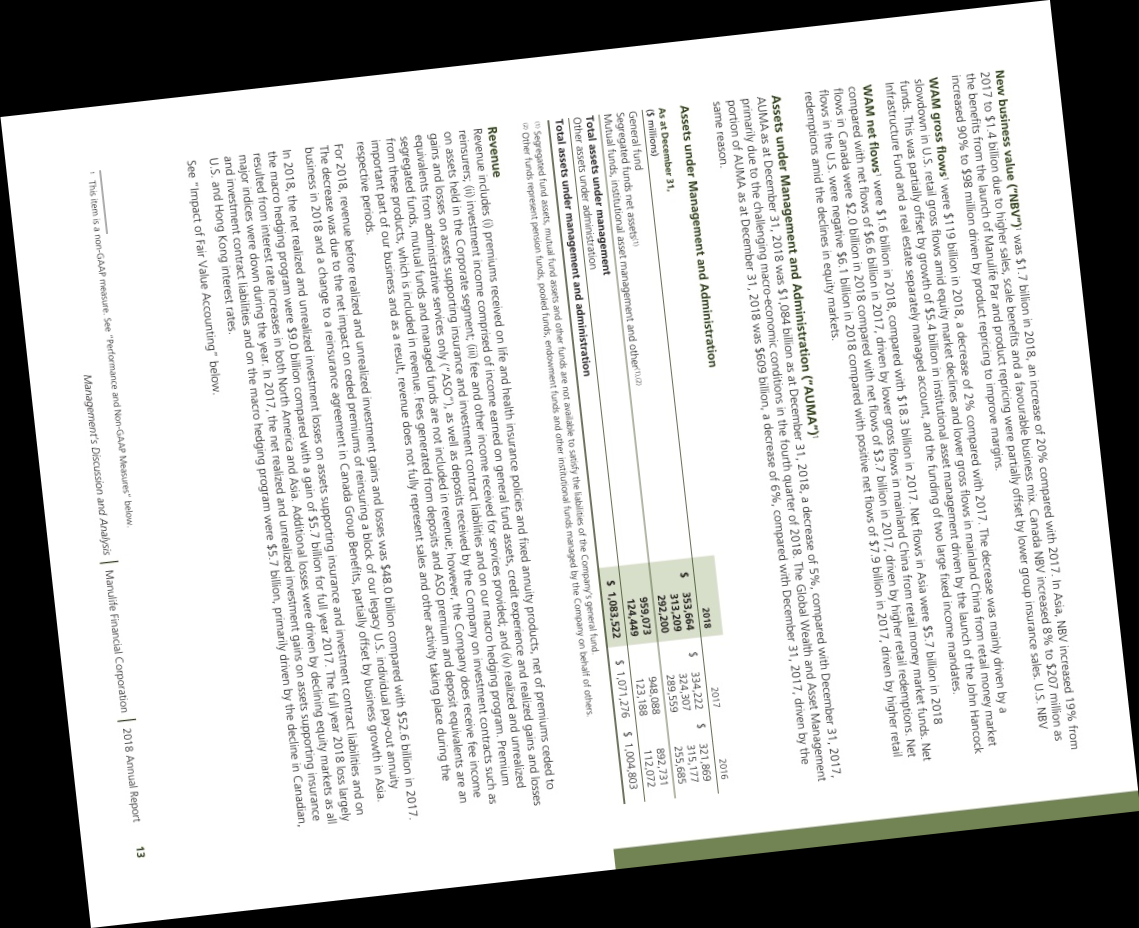 New business value ("NBV")¹ was $1.7 billion in 2018, an increase of 20% compared with 2017. In Asia, NBV increased 19% from
2017 to $1.4 billion due to higher sales, scale benefits and a favourable business mix. Canada NBV increased 8% to $207 million as
the benefits from the launch of Manulife Par and product repricing were partially offset by lower group insurance sales. U.S. NBV
increased 90% to $98 million driven by product repricing to improve margins.
WAM gross flows¹ were $119 billion in 2018, a decrease of 2% compared with 2017. The decrease was mainly driven by a
slowdown in U.S. retail gross flows amid equity market declines and lower gross flows in mainland China from retail money market
funds. This was partially offset by growth of $5.4 billion in institutional asset management driven by the launch of the John Hancock
Infrastructure Fund and a real estate separately managed account, and the funding of two large fixed income mandates.
WAM net flows¹ were $1.6 billion in 2018, compared with $18.3 billion in 2017. Net flows in Asia were $5.7 billion in 2018
compared with net flows of $6.6 billion in 2017, driven by lower gross flows in mainland China from retail money market funds. Net
flows in Canada were $2.0 billion in 2018 compared with net flows of $3.7 billion in 2017, driven by higher retail redemptions. Net
flows in the U.S. were negative $6.1 billion in 2018 compared with positive net flows of $7.9 billion in 2017, driven by higher retail
redemptions amid the declines in equity markets.
Assets under Management and Administration ("AUMA")¹
AUMA as at December 31, 2018 was $1,084 billion as at December 31, 2018, a decrease of 5%, compared with December 31, 2017,
primarily due to the challenging macro-economic conditions in the fourth quarter of 2018. The Global Wealth and Asset Management
portion of AUMA as at December 31, 2018 was $609 billion, a decrease of 6%, compared with December 31, 2017, driven by the
same reason.
Assets under Management and Administration
As at December 31,
($ millions) 2018 2017 2016
General fund $ 353,664 $ 334,222 $ 321,869
Segregated funds net assets⁽¹⁾ 313,209 324,307 315,177
Mutual funds, institutional asset management and other⁽¹⁾,⁽²⁾ 292,200 289,559 255,685
Total assets under management 959,073 948,088 892,731
Other assets under administration 124,449 123,188 112,072
Total assets under management and administration $ 1,083,522 $ 1,071,276 $ 1,004,803
⁽¹⁾ Segregated fund assets, mutual fund assets and other funds are not available to satisfy the liabilities of the Company's general fund.
⁽²⁾ Other funds represent pension funds, pooled funds, endowment funds and other institutional funds managed by the Company on behalf of others.
Revenue
Revenue includes (i) premiums received on life and health insurance policies and fixed annuity products, net of premiums ceded to
reinsurers; (ii) investment income comprised of income earned on general fund assets, credit experience and realized gains and losses
on assets held in the Corporate segment; (iii) fee and other income received for services provided; and (iv) realized and unrealized
gains and losses on assets supporting insurance and investment contract liabilities and on our macro hedging program. Premium
equivalents from administrative services only ("ASO"), as well as deposits received by the Company on investment contracts such as
segregated funds, mutual funds and managed funds are not included in revenue; however, the Company does receive fee income
from these products, which is included in revenue. Fees generated from deposits and ASO premium and deposit equivalents are an
important part of our business and as a result, revenue does not fully represent sales and other activity taking place during the
respective periods.
For 2018, revenue before realized and unrealized investment gains and losses was $48.0 billion compared with $52.6 billion in 2017.
The decrease was due to the net impact on ceded premiums of reinsuring a block of our legacy U.S. individual pay-out annuity
business in 2018 and a change to a reinsurance agreement in Canada Group Benefits, partially offset by business growth in Asia.
In 2018, the net realized and unrealized investment losses on assets supporting insurance and investment contract liabilities and on
the macro hedging program were $9.0 billion compared with a gain of $5.7 billion for full year 2017. The full year 2018 loss largely
resulted from interest rate increases in both North America and Asia. Additional losses were driven by declining equity markets as all
major indices were down during the year. In 2017, the net realized and unrealized investment gains on assets supporting insurance
and investment contract liabilities and on the macro hedging program were $5.7 billion, primarily driven by the decline in Canadian,
U.S. and Hong Kong interest rates.
See "Impact of Fair Value Accounting" below.
¹ This item is a non-GAAP measure. See "Performance and Non-GAAP Measures" below.
Management's Discussion and Analysis | Manulife Financial Corporation | 2018 Annual Report 13